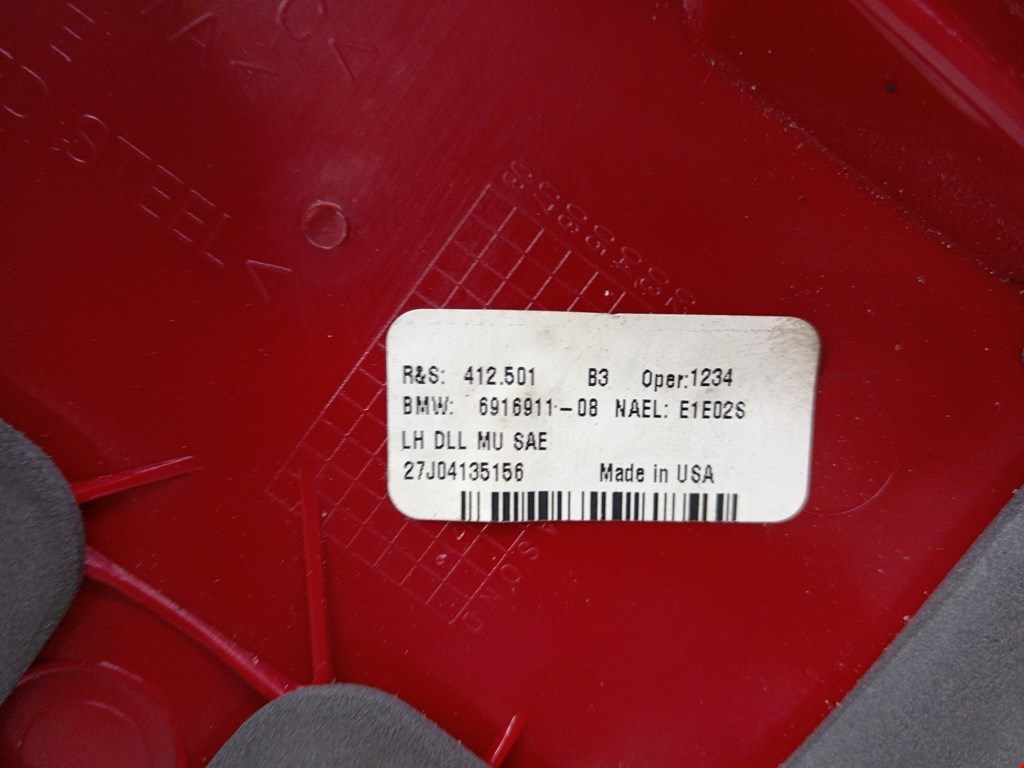 STEEL
R&S: 412.501 B3 Oper:1234
BMW: 6916911-08 NAEL: E1E02S
LH DLL MU SAE
27J04135156 Made in USA